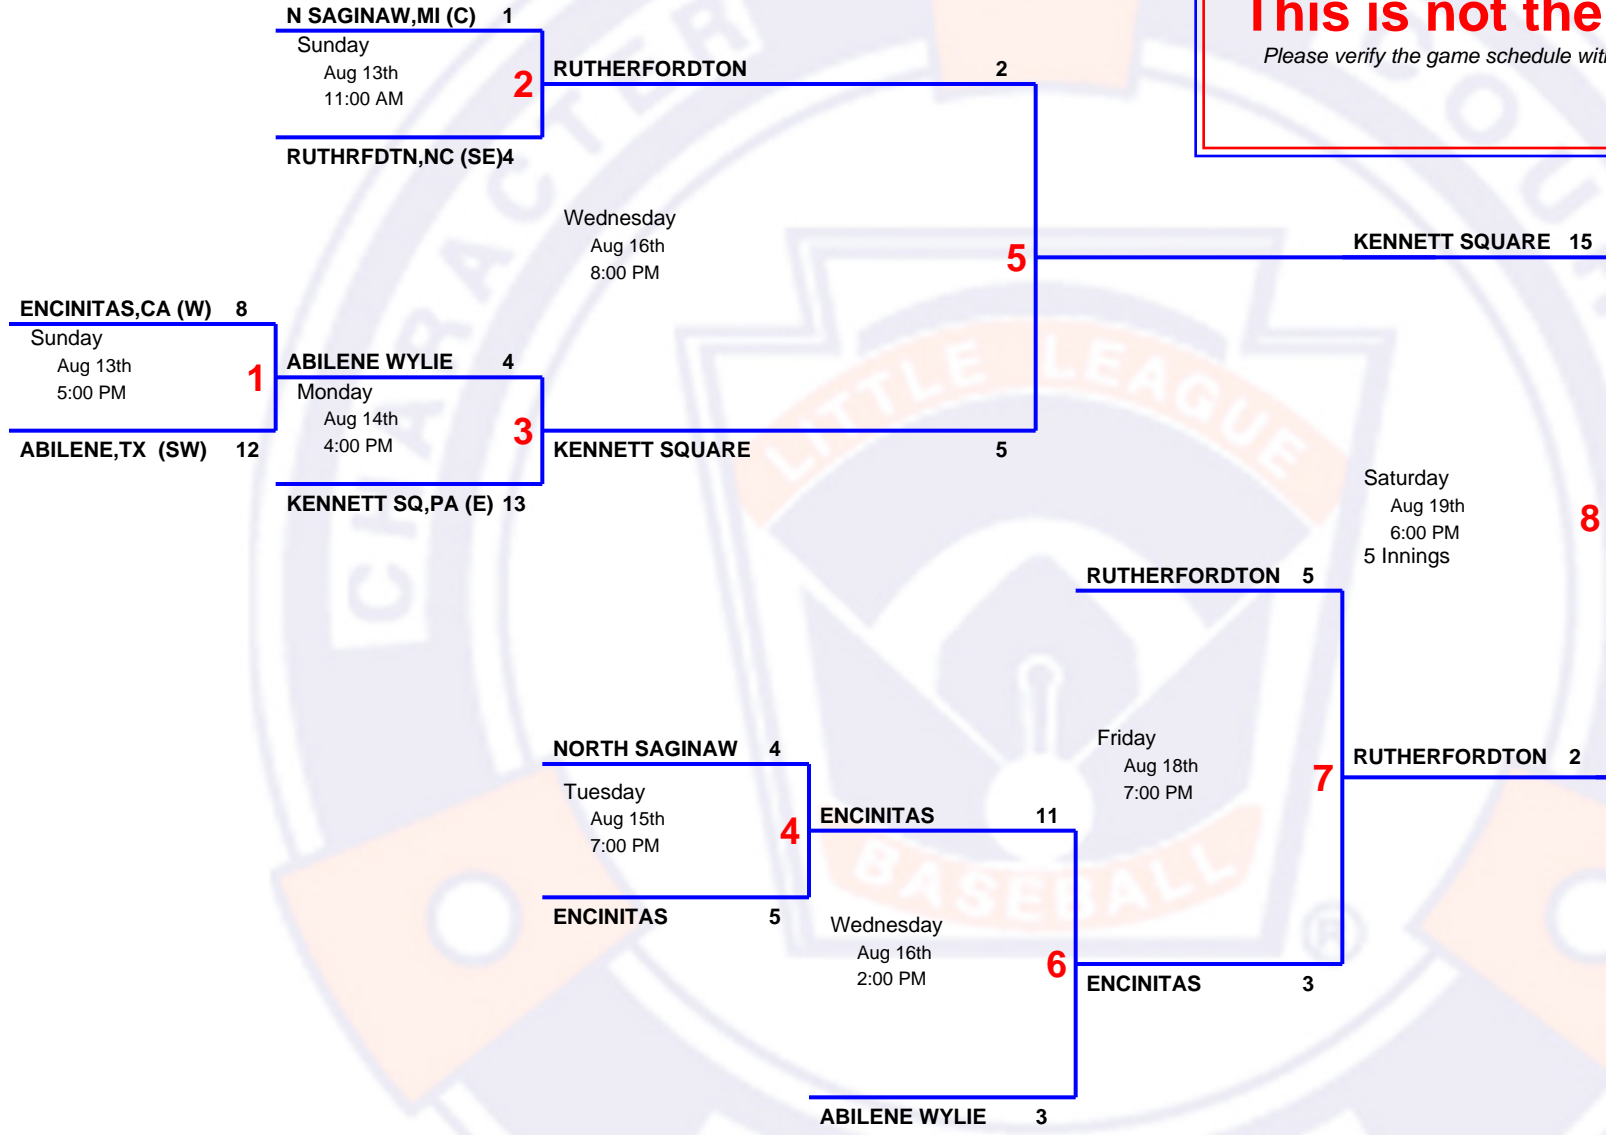 N SAGINAW,MI (C) 1
Sunday
Aug 13th
11:00 AM
2
RUTHRFDTN,NC (SE)4
RUTHERFORDTON 2
This is not the
Please verify the game schedule with
Wednesday
Aug 16th
8:00 PM
5
KENNETT SQUARE 15
ENCINITAS,CA (W) 8
Sunday
Aug 13th
5:00 PM
1
ABILENE,TX (SW) 12
ABILENE WYLIE 4
Monday
Aug 14th
4:00 PM
3
KENNETT SQ,PA (E) 13
KENNETT SQUARE 5
Saturday
Aug 19th
6:00 PM
5 Innings
8
RUTHERFORDTON 5
Friday
Aug 18th
7:00 PM
7
RUTHERFORDTON 2
NORTH SAGINAW 4
Tuesday
Aug 15th
7:00 PM
4
ENCINITAS 5
ENCINITAS 11
Wednesday
Aug 16th
2:00 PM
6
ENCINITAS 3
ABILENE WYLIE 3
CHARACTER
LITTLE LEAGUE
BASEBALL
®